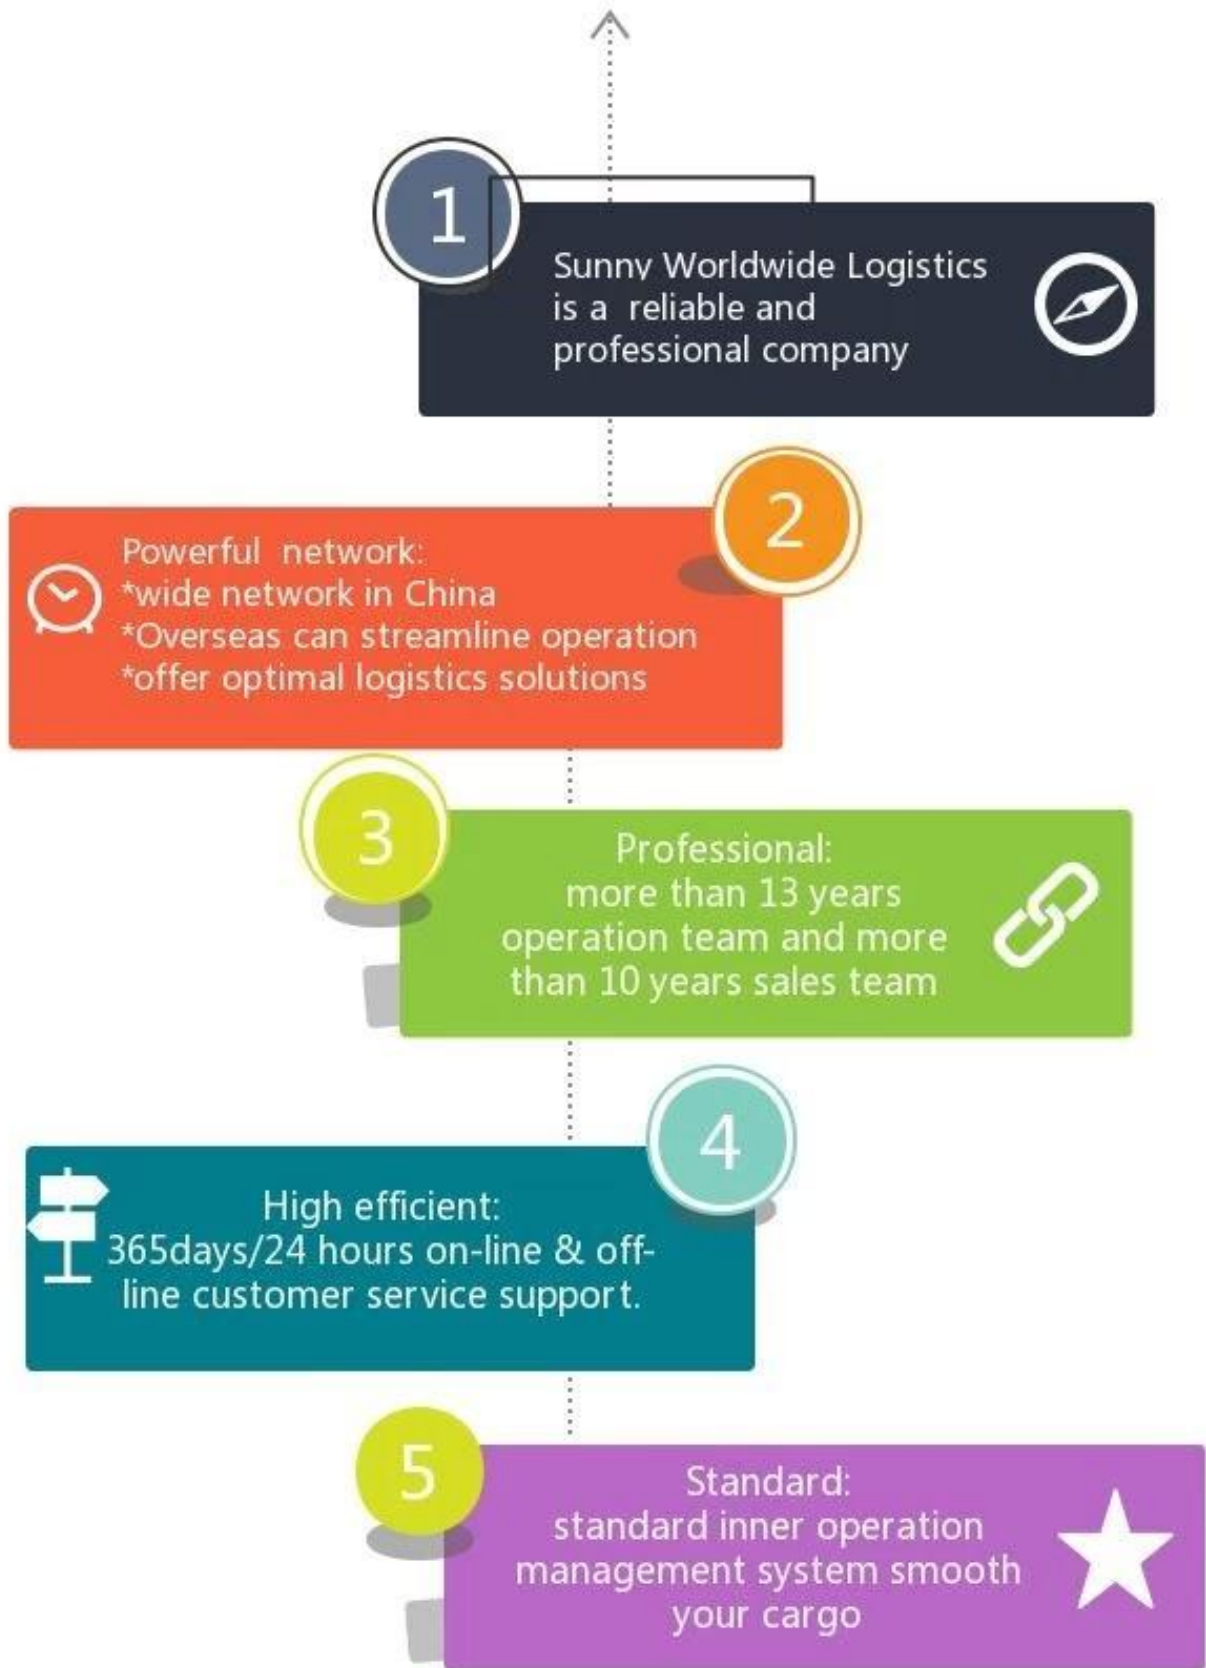 1
Sunny Worldwide Logistics
is a reliable and
professional company
2
Powerful network:
*wide network in China
*Overseas can streamline operation
*offer optimal logistics solutions
3
Professional:
more than 13 years
operation team and more
than 10 years sales team
4
High efficient:
365days/24 hours on-line & off-
line customer service support.
5
Standard:
standard inner operation
management system smooth
your cargo